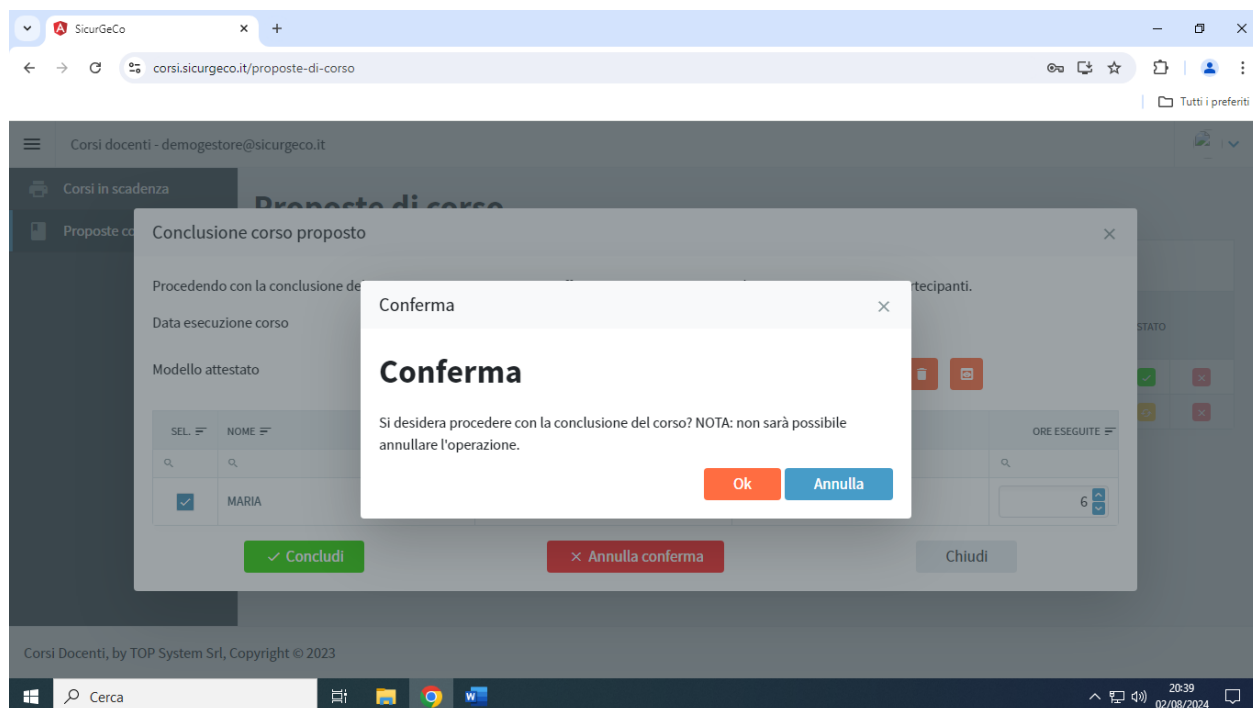 SicurGeCo
corsi.sicurgeco.it/proposte-di-corso
Tutti i preferiti
Corsi docenti - demogestore@sicurgeco.it
Corsi in scadenza
Proposte di corso
Proposte co
Conclusione corso proposto
Procedendo con la conclusione de
rtecipanti.
Conferma
Data esecuzione corso
STATO
Modello attestato
Conferma
Si desidera procedere con la conclusione del corso? NOTA: non sarà possibile
annullare l'operazione.
SEL. NOME ORE ESEGUITE
Ok Annulla
MARIA 6
Concludi Annulla conferma Chiudi
Corsi Docenti, by TOP System Srl, Copyright © 2023
Cerca
20:39
02/08/2024